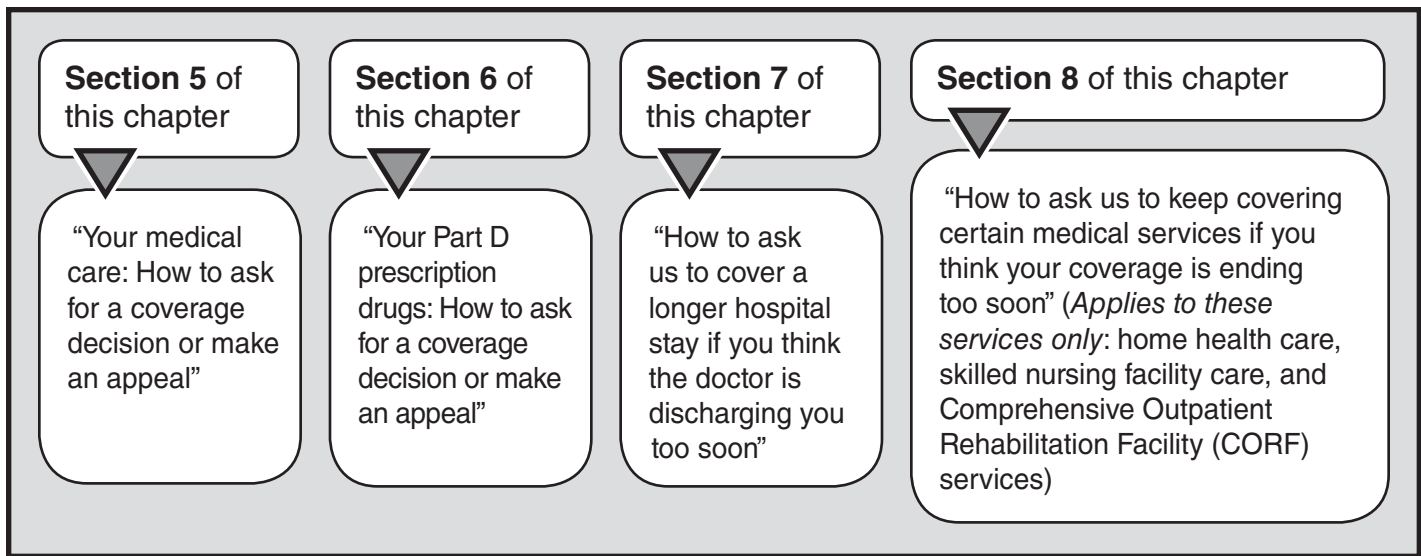 Section 5 of
this chapter
“Your medical
care: How to ask
for a coverage
decision or make
an appeal”
Section 6 of
this chapter
“Your Part D
prescription
drugs: How to ask
for a coverage
decision or make
an appeal”
Section 7 of
this chapter
“How to ask
us to cover a
longer hospital
stay if you think
the doctor is
discharging you
too soon”
Section 8 of this chapter
“How to ask us to keep covering
certain medical services if you
think your coverage is ending
too soon” (Applies to these
services only: home health care,
skilled nursing facility care, and
Comprehensive Outpatient
Rehabilitation Facility (CORF)
services)